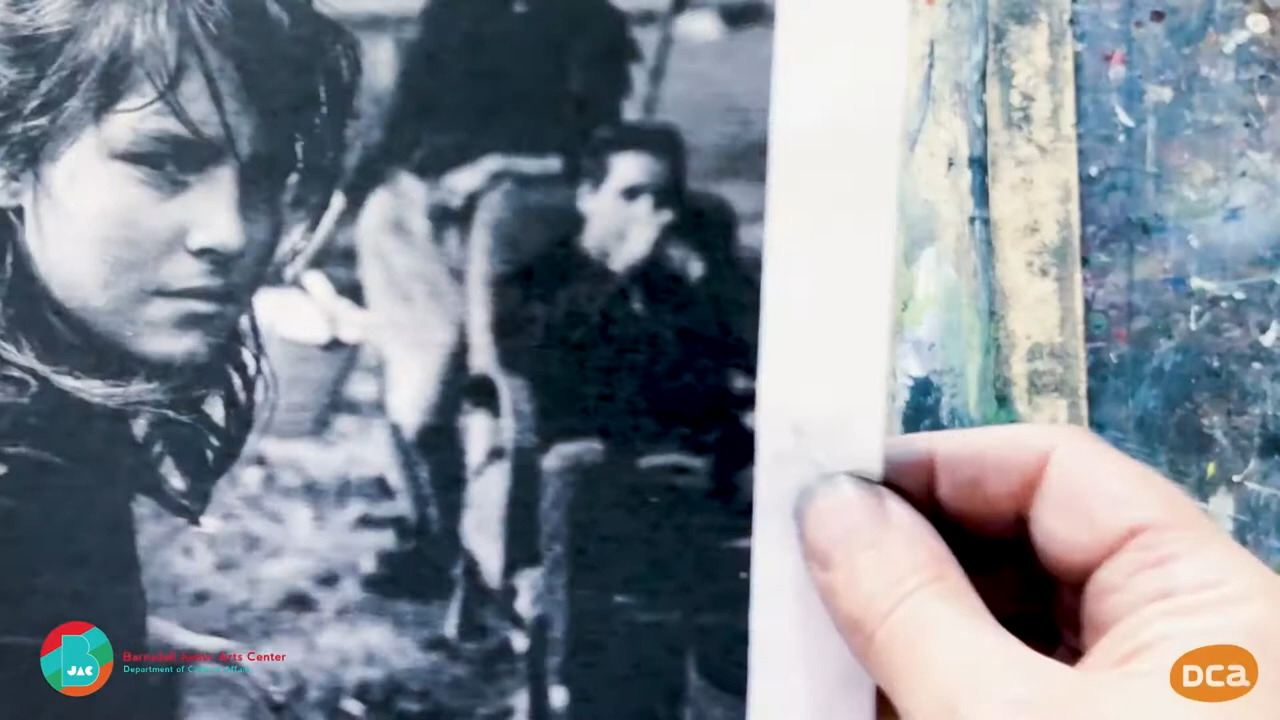 B
JAC
Barnsdall Junior Arts Center
Department of Cultural Affairs
DCa